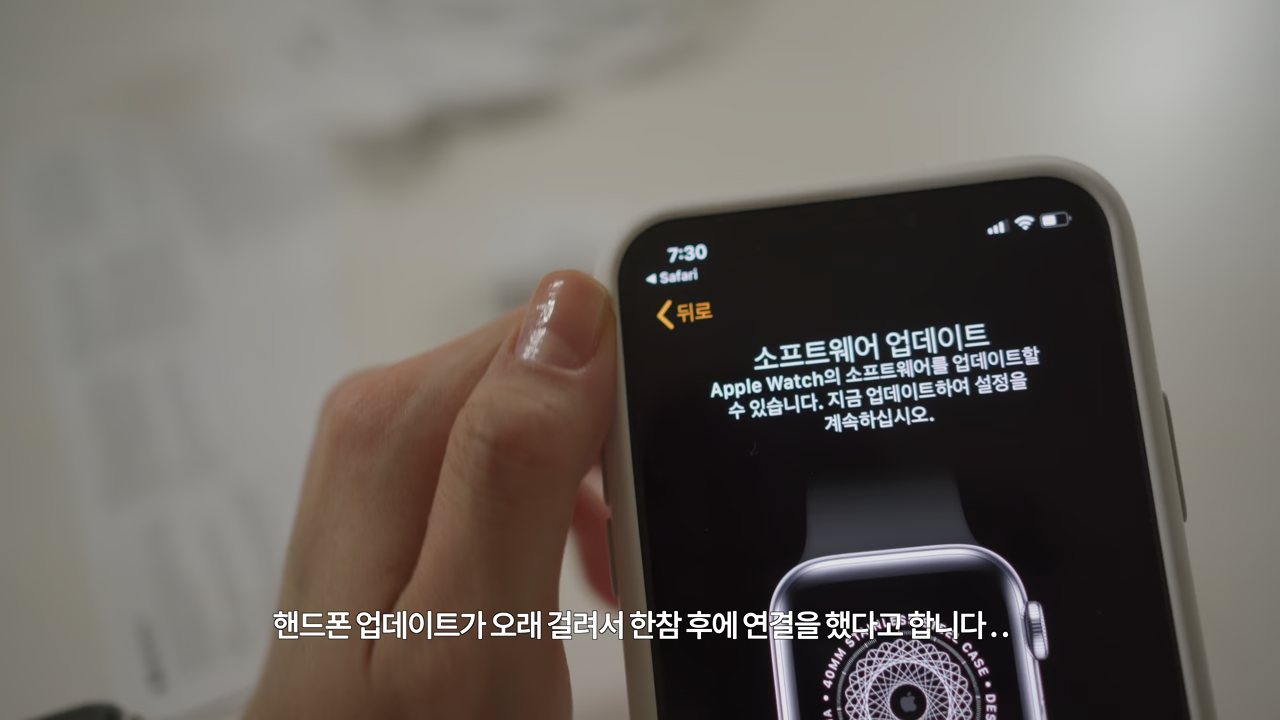 7:30
◀ Safari
뒤로
소프트웨어 업데이트
Apple Watch의 소프트웨어를 업데이트할
수 있습니다. 지금 업데이트하여 설정을
계속하십시오.
핸드폰 업데이트가 오래 걸려서 한참 후에 연결을 했다고 합니다 . .
40MM STAINLESS STEEL CASE